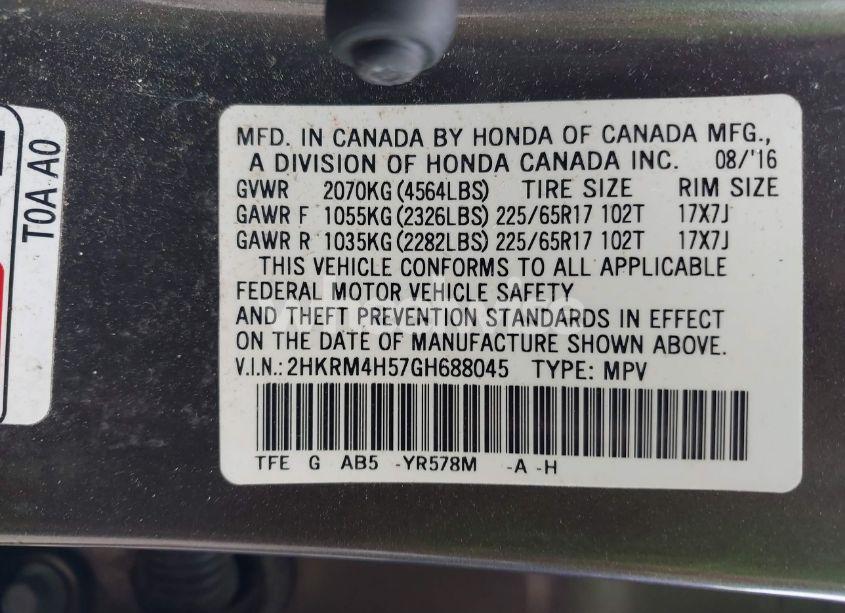 MFD. IN CANADA BY HONDA OF CANADA MFG.,
A DIVISION OF HONDA CANADA INC. 08/'16
GVWR 2070KG (4564LBS) TIRE SIZE RIM SIZE
GAWR F 1055KG (2326LBS) 225/65R17 102T 17X7J
GAWR R 1035KG (2282LBS) 225/65R17 102T 17X7J
THIS VEHICLE CONFORMS TO ALL APPLICABLE
FEDERAL MOTOR VEHICLE SAFETY
AND THEFT PREVENTION STANDARDS IN EFFECT
ON THE DATE OF MANUFACTURE SHOWN ABOVE.
V.I.N.: 2HKRM4H57GH688045 TYPE: MPV
TFE G AB5 -YR578M -A -H
TOA AO